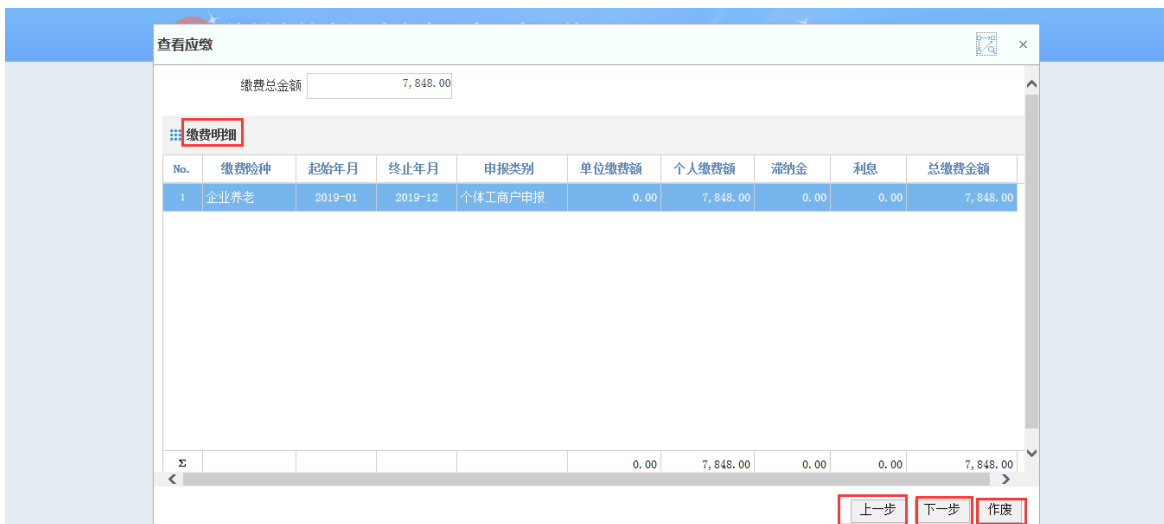 查看应缴 ×
缴费总金额 7,848.00
缴费明细
No. 缴费险种 起始年月 终止年月 申报类别 单位缴费额 个人缴费额 滞纳金 利息 总缴费金额
1 企业养老 2019-01 2019-12 个体工商户申报 0.00 7,848.00 0.00 0.00 7,848.00
Σ 0.00 7,848.00 0.00 0.00 7,848.00
上一步 下一步 作废